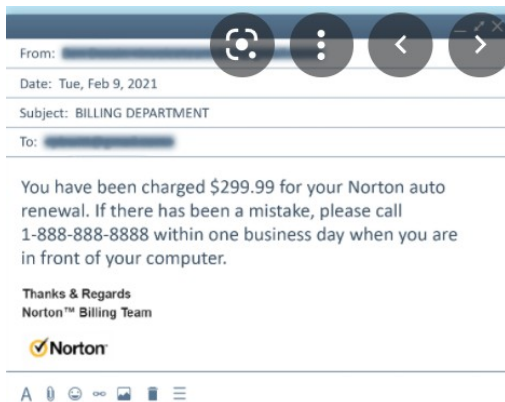 From:
Date: Tue, Feb 9, 2021
Subject: BILLING DEPARTMENT
To:
You have been charged $299.99 for your Norton auto
renewal. If there has been a mistake, please call
1-888-888-8888 within one business day when you are
in front of your computer.
Thanks & Regards
Norton™ Billing Team
Norton
A